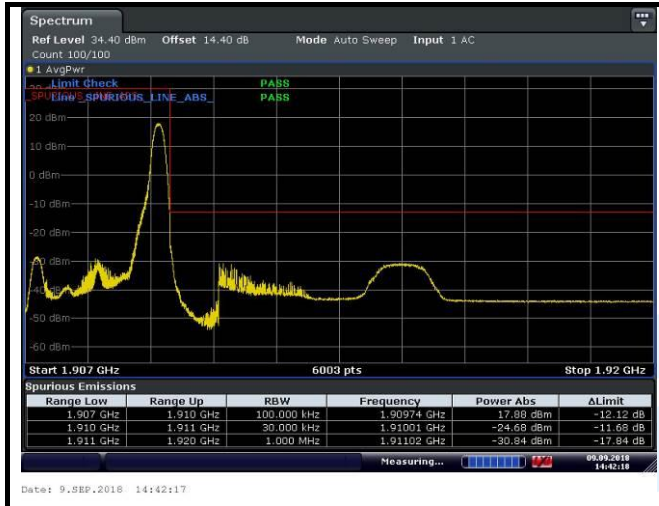 Spectrum
Ref Level 34.40 dBm Offset 14.40 dB Mode Auto Sweep Input 1 AC
Count 100/100
1 AvgPwr
Limit Check PASS
Line _SPURIOUS_LINE_ABS_ PASS
20 dBm
10 dBm
0 dBm
-10 dBm
-20 dBm
-50 dBm
-60 dBm
Start 1.907 GHz 6003 pts Stop 1.92 GHz
Spurious Emissions
Range Low Range Up RBW Frequency Power Abs ΔLimit
1.907 GHz 1.910 GHz 100.000 kHz 1.90974 GHz 17.88 dBm -12.12 dB
1.910 GHz 1.911 GHz 30.000 kHz 1.91001 GHz -24.68 dBm -11.68 dB
1.911 GHz 1.920 GHz 1.000 MHz 1.91102 GHz -30.84 dBm -17.84 dB
Measuring... 09.09.2018
14:42:18
Date: 9.SEP.2018 14:42:17